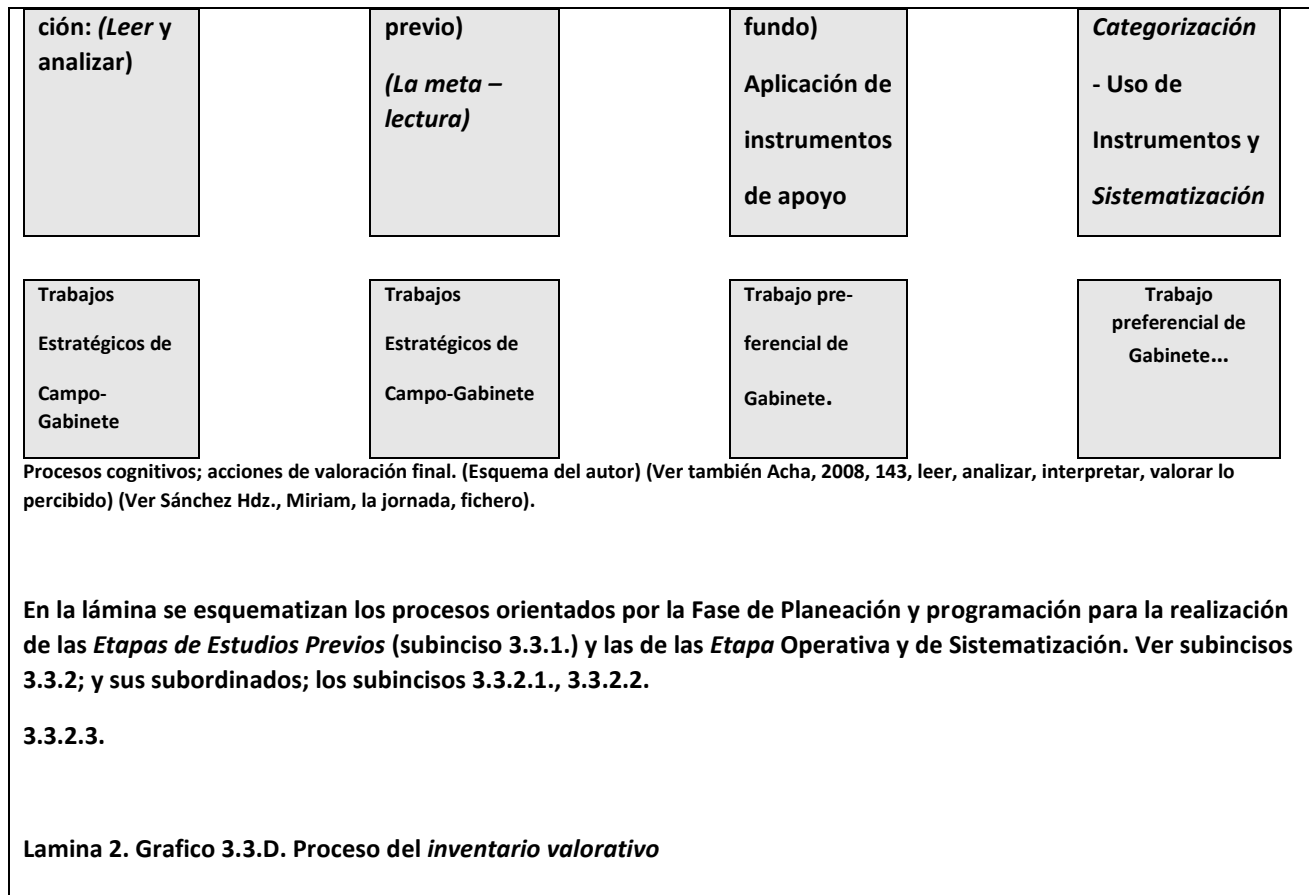 ción: (Leer y
analizar)
previo)
(La meta –
lectura)
fundo)
Aplicación de
instrumentos
de apoyo
Categorización
- Uso de
Instrumentos y
Sistematización
Trabajos
Estratégicos de
Campo-
Gabinete
Trabajos
Estratégicos de
Campo-Gabinete
Trabajo pre-
ferencial de
Gabinete.
Trabajo
preferencial de
Gabinete...
Procesos cognitivos; acciones de valoración final. (Esquema del autor) (Ver también Acha, 2008, 143, leer, analizar, interpretar, valorar lo
percibido) (Ver Sánchez Hdz., Miriam, la jornada, fichero).
En la lámina se esquematizan los procesos orientados por la Fase de Planeación y programación para la realización
de las Etapas de Estudios Previos (subinciso 3.3.1.) y las de las Etapa Operativa y de Sistematización. Ver subincisos
3.3.2; y sus subordinados; los subincisos 3.3.2.1., 3.3.2.2.
3.3.2.3.
Lamina 2. Grafico 3.3.D. Proceso del inventario valorativo